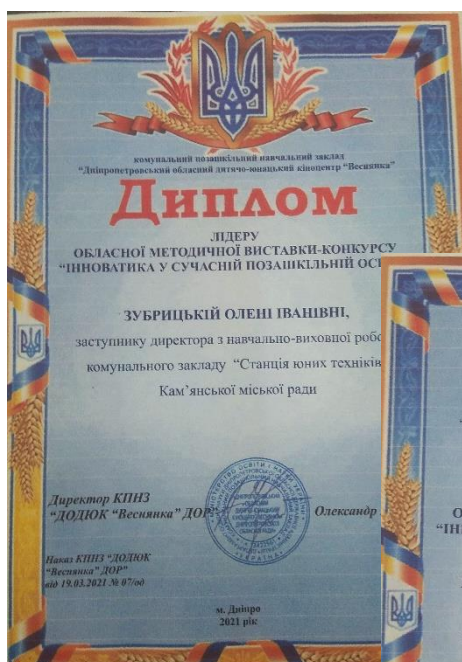 комунальний позашкільний навчальний заклад
"Дніпропетровський обласний дитячо-юнацький кіноцентр "Веснянка"
Диплом
ЛІДЕРУ
ОБЛАСНОЇ МЕТОДИЧНОЇ ВИСТАВКИ-КОНКУРСУ
"ІННОВАТИКА У СУЧАСНІЙ ПОЗАШКІЛЬНІЙ ОСВ
ЗУБРИЦЬКІЙ ОЛЕНІ ІВАНІВНІ,
заступнику директора з навчально-виховної робо
комунального закладу "Станція юних техніків
Кам'янської міської ради
Директор КПНЗ
"ДОДЮК "Веснянка" ДОР" Олександр
Наказ КПНЗ "ДОДЮК
"Веснянка" ДОР"
від 19.03.2021 № 07/од
м. Дніпро
2021 рік